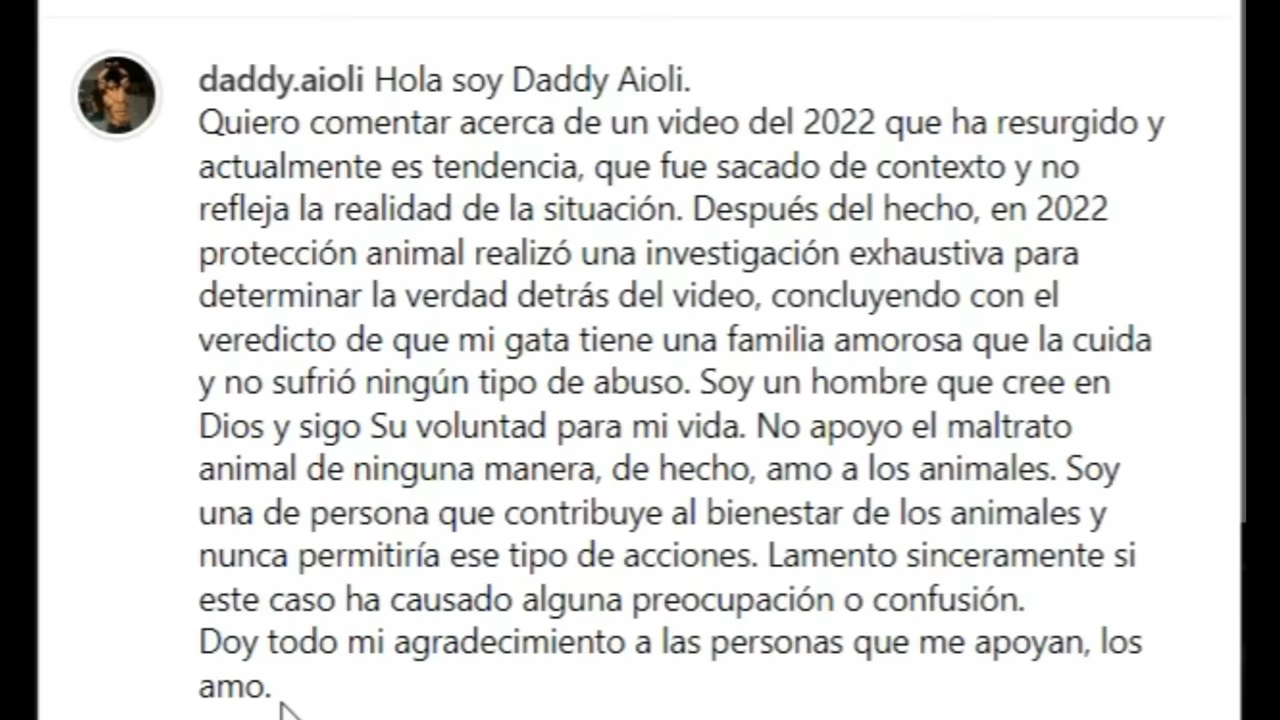 daddy.aioli Hola soy Daddy Aioli.
Quiero comentar acerca de un video del 2022 que ha resurgido y
actualmente es tendencia, que fue sacado de contexto y no
refleja la realidad de la situación. Después del hecho, en 2022
protección animal realizó una investigación exhaustiva para
determinar la verdad detrás del video, concluyendo con el
veredicto de que mi gata tiene una familia amorosa que la cuida
y no sufrió ningún tipo de abuso. Soy un hombre que cree en
Dios y sigo Su voluntad para mi vida. No apoyo el maltrato
animal de ninguna manera, de hecho, amo a los animales. Soy
una de persona que contribuye al bienestar de los animales y
nunca permitiría ese tipo de acciones. Lamento sinceramente si
este caso ha causado alguna preocupación o confusión.
Doy todo mi agradecimiento a las personas que me apoyan, los
amo.